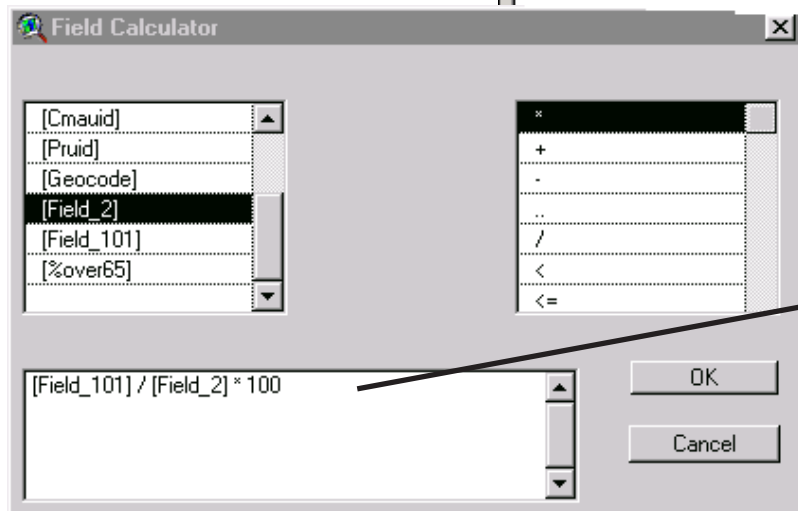 Field Calculator
[Cmauid]
[Pruid]
[Geocode]
[Field_2]
[Field_101]
[%over65]
*
+
-
..
/
<
<=
[Field_101] / [Field_2] * 100
OK
Cancel